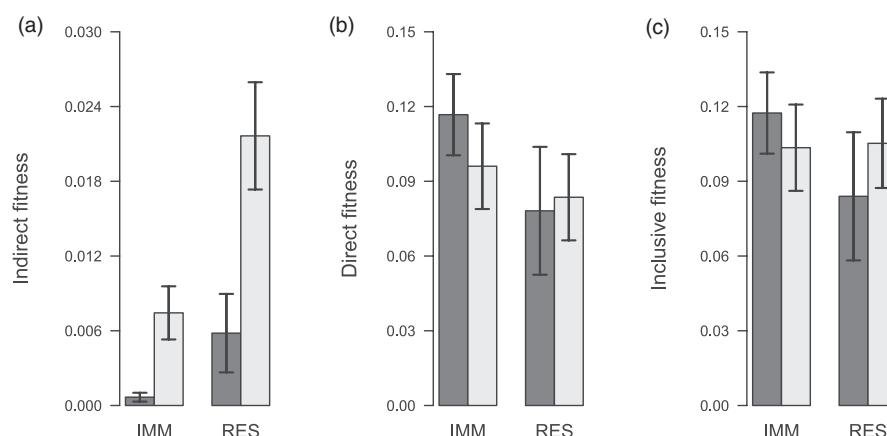 (a)
Indirect fitness
0.030
0.024
0.018
0.012
0.006
0.000
IMM RES
(b)
Direct fitness
0.15
0.12
0.09
0.06
0.03
0.00
IMM RES
(c)
Inclusive fitness
0.15
0.12
0.09
0.06
0.03
0.00
IMM RES